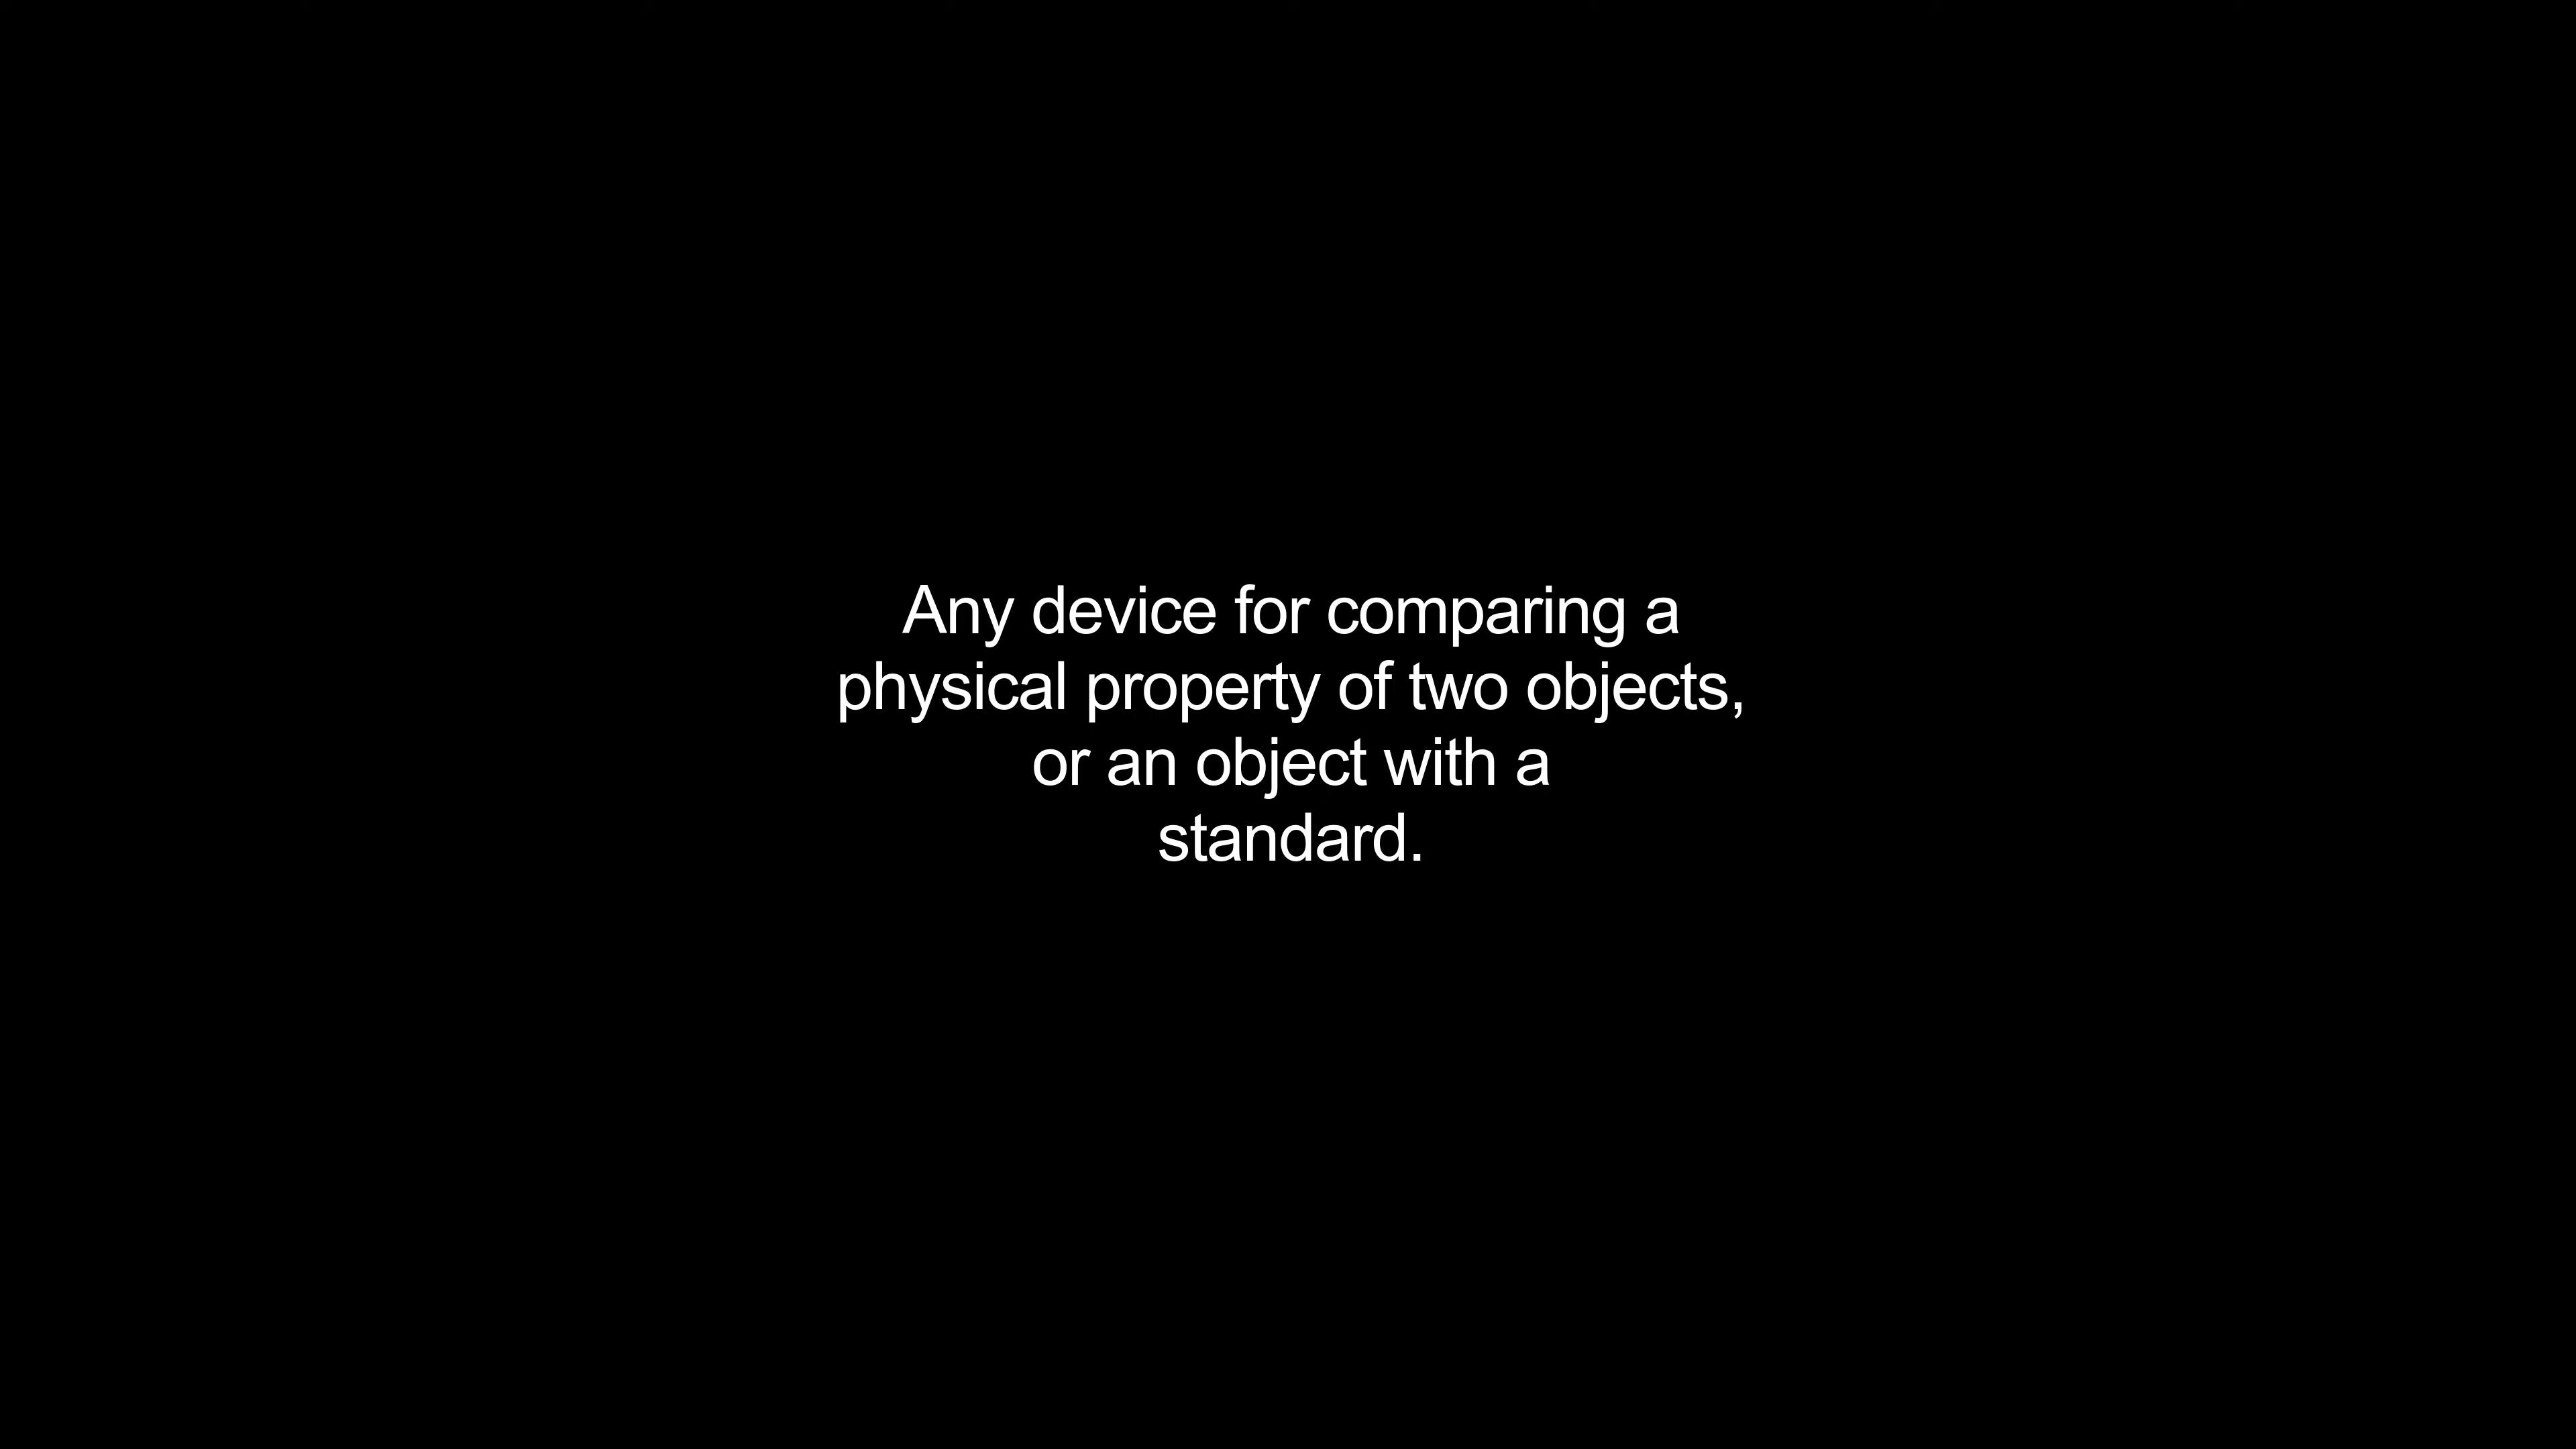 Any device for comparing a
physical property of two objects,
or an object with a
standard.